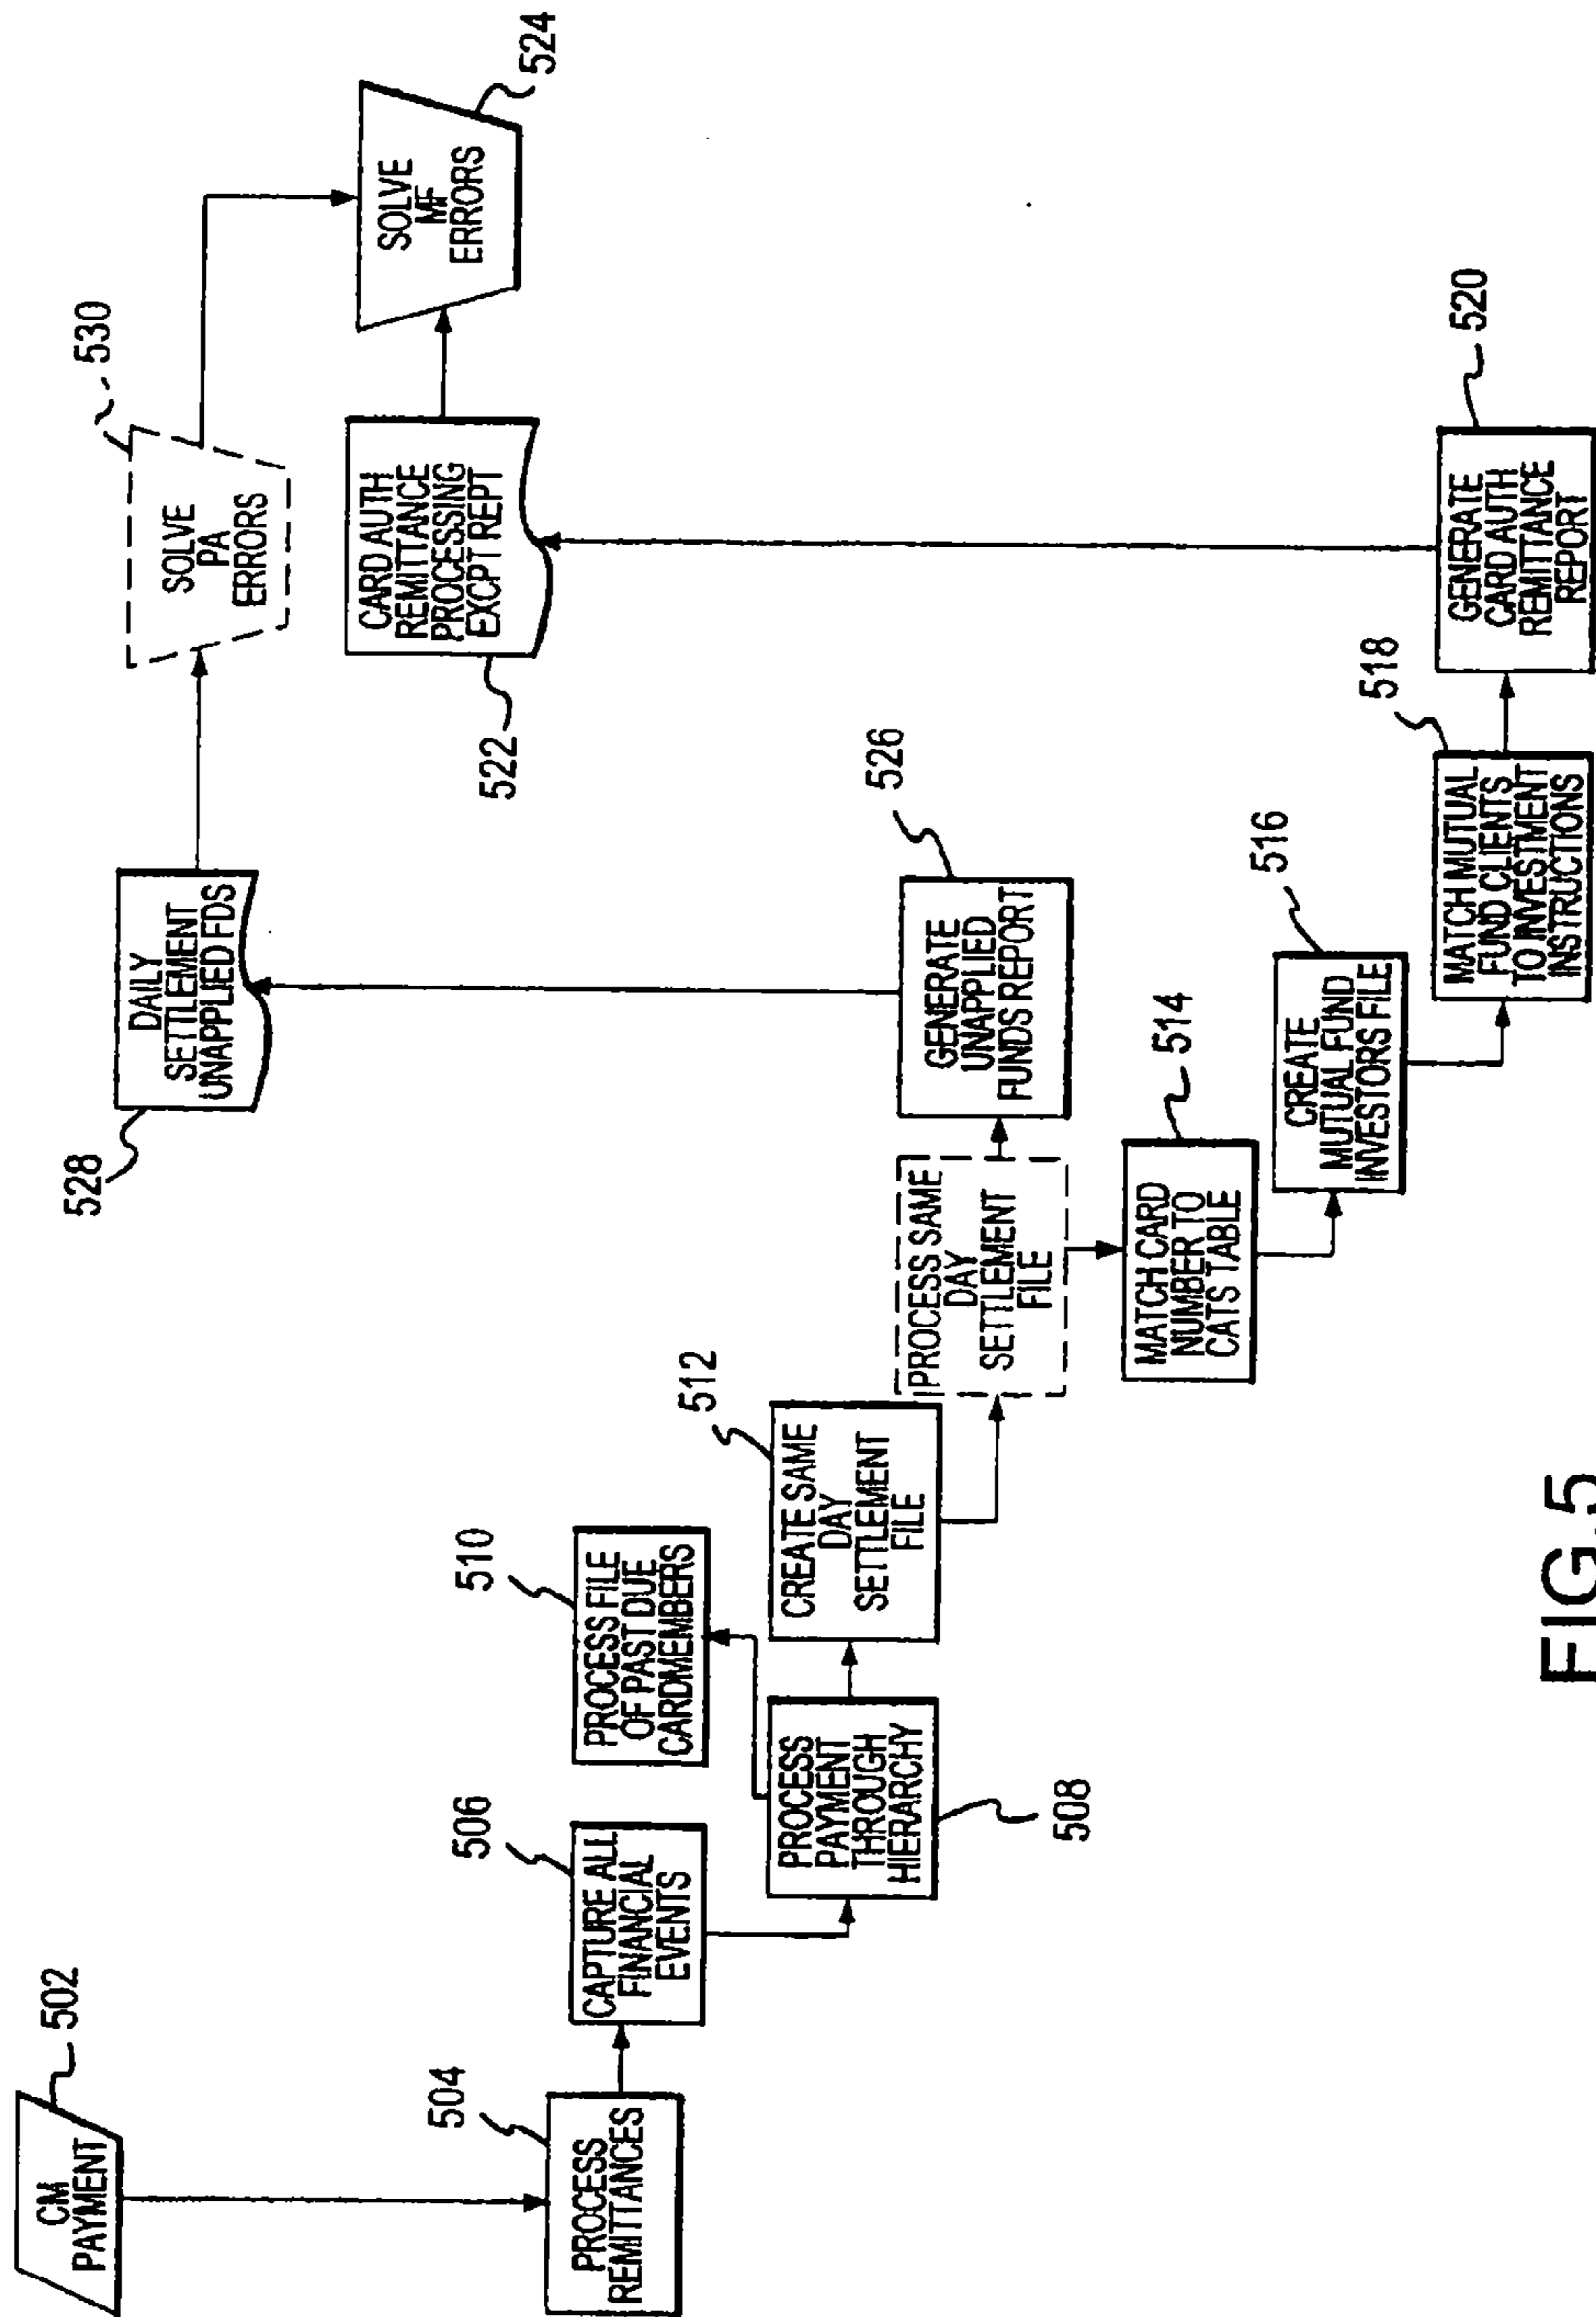 CM
PAYMENT
502
PROCESS
REMITTANCES
504
CAPTURE ALL
FINANCIAL
EVENTS
506
PROCESS
PAYMENT
THROUGH
HIERARCHY
508
PROCESS FILE
OF PAST DUE
CARDMEMBERS
510
CREATE SAME
DAY
SETTLEMENT
FILE
512
PROCESS SAME
DAY
SETTLEMENT
FILE
MATCH CARD
NUMBER TO
CATS TABLE
514
CREATE
MUTUAL FUND
INVESTORS FILE
516
MATCH MUTUAL
FUND CLIENTS
TO INVESTMENT
INSTRUCTIONS
518
GENERATE
CARD AUTH
REMITTANCE
REPORT
520
CARD AUTH
REMITTANCE
PROCESSING
EXCPT REPT
522
SOLVE
MF
ERRORS
524
GENERATE
UNAPPLIED
FUNDS REPORT
526
DAILY
SETTLEMENT
UNAPPLIED FDS
528
SOLVE
PA
ERRORS
530
FIG.5